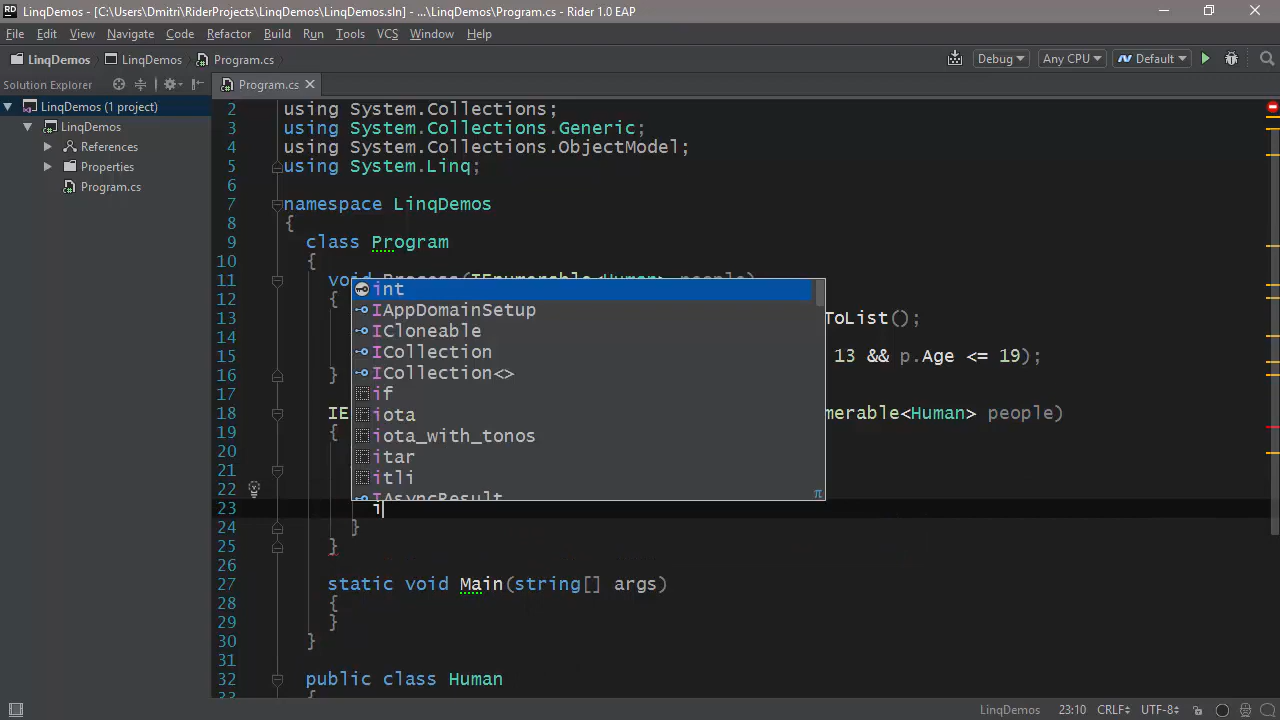 LinqDemos - [C:\Users\Dmitri\RiderProjects\LinqDemos\LinqDemos.sln] - ...\LinqDemos\Program.cs - Rider 1.0 EAP
File Edit View Navigate Code Refactor Build Run Tools VCS Window Help
LinqDemos LinqDemos Program.cs Debug Any CPU Default
Solution Explorer Program.cs
LinqDemos (1 project)
LinqDemos
References
Properties
Program.cs
2 using System.Collections;
3 using System.Collections.Generic;
4 using System.Collections.ObjectModel;
5 using System.Linq;
6
7 namespace LinqDemos
8 {
9 class Program
10 {
11 void Process(IEnumerable<Human> people)
12 {
13 ToList();
14
15 13 && p.Age <= 19);
16 }
17
18 IE merable<Human> people)
19 {
20
21
22
23 i
24 }
25 }
26
27 static void Main(string[] args)
28 {
29 }
30 }
31
32 public class Human
33 {
int
IAppDomainSetup
ICloneable
ICollection
ICollection<>
if
iota
iota_with_tonos
itar
itli
IAsyncResult
π
LinqDemos 23:10 CRLF UTF-8